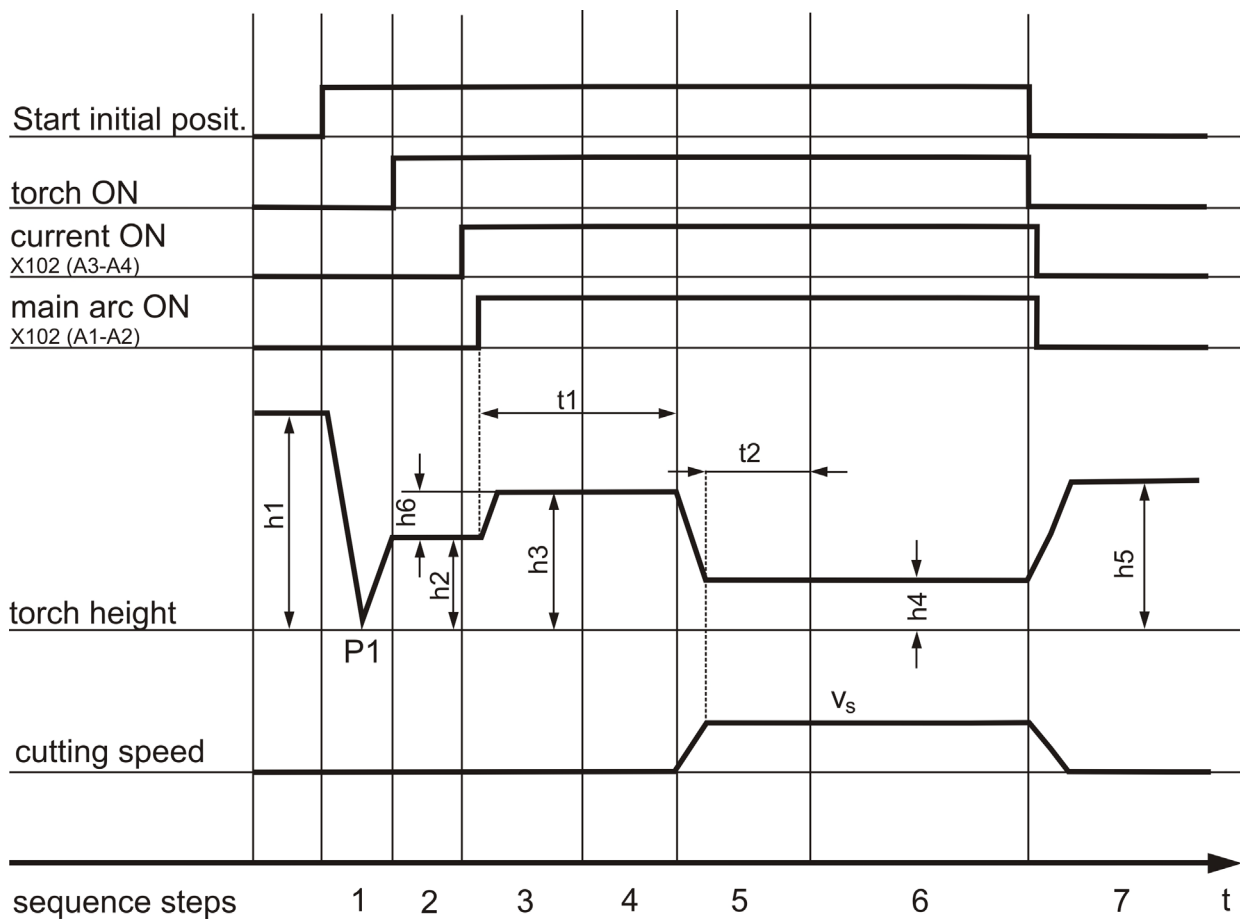 Start initial posit.
torch ON
current ON
X102 (A3-A4)
main arc ON
X102 (A1-A2)
t1
t2
h1
h6
h2
h3
h4
h5
torch height
P1
vs
cutting speed
sequence steps 1 2 3 4 5 6 7 t